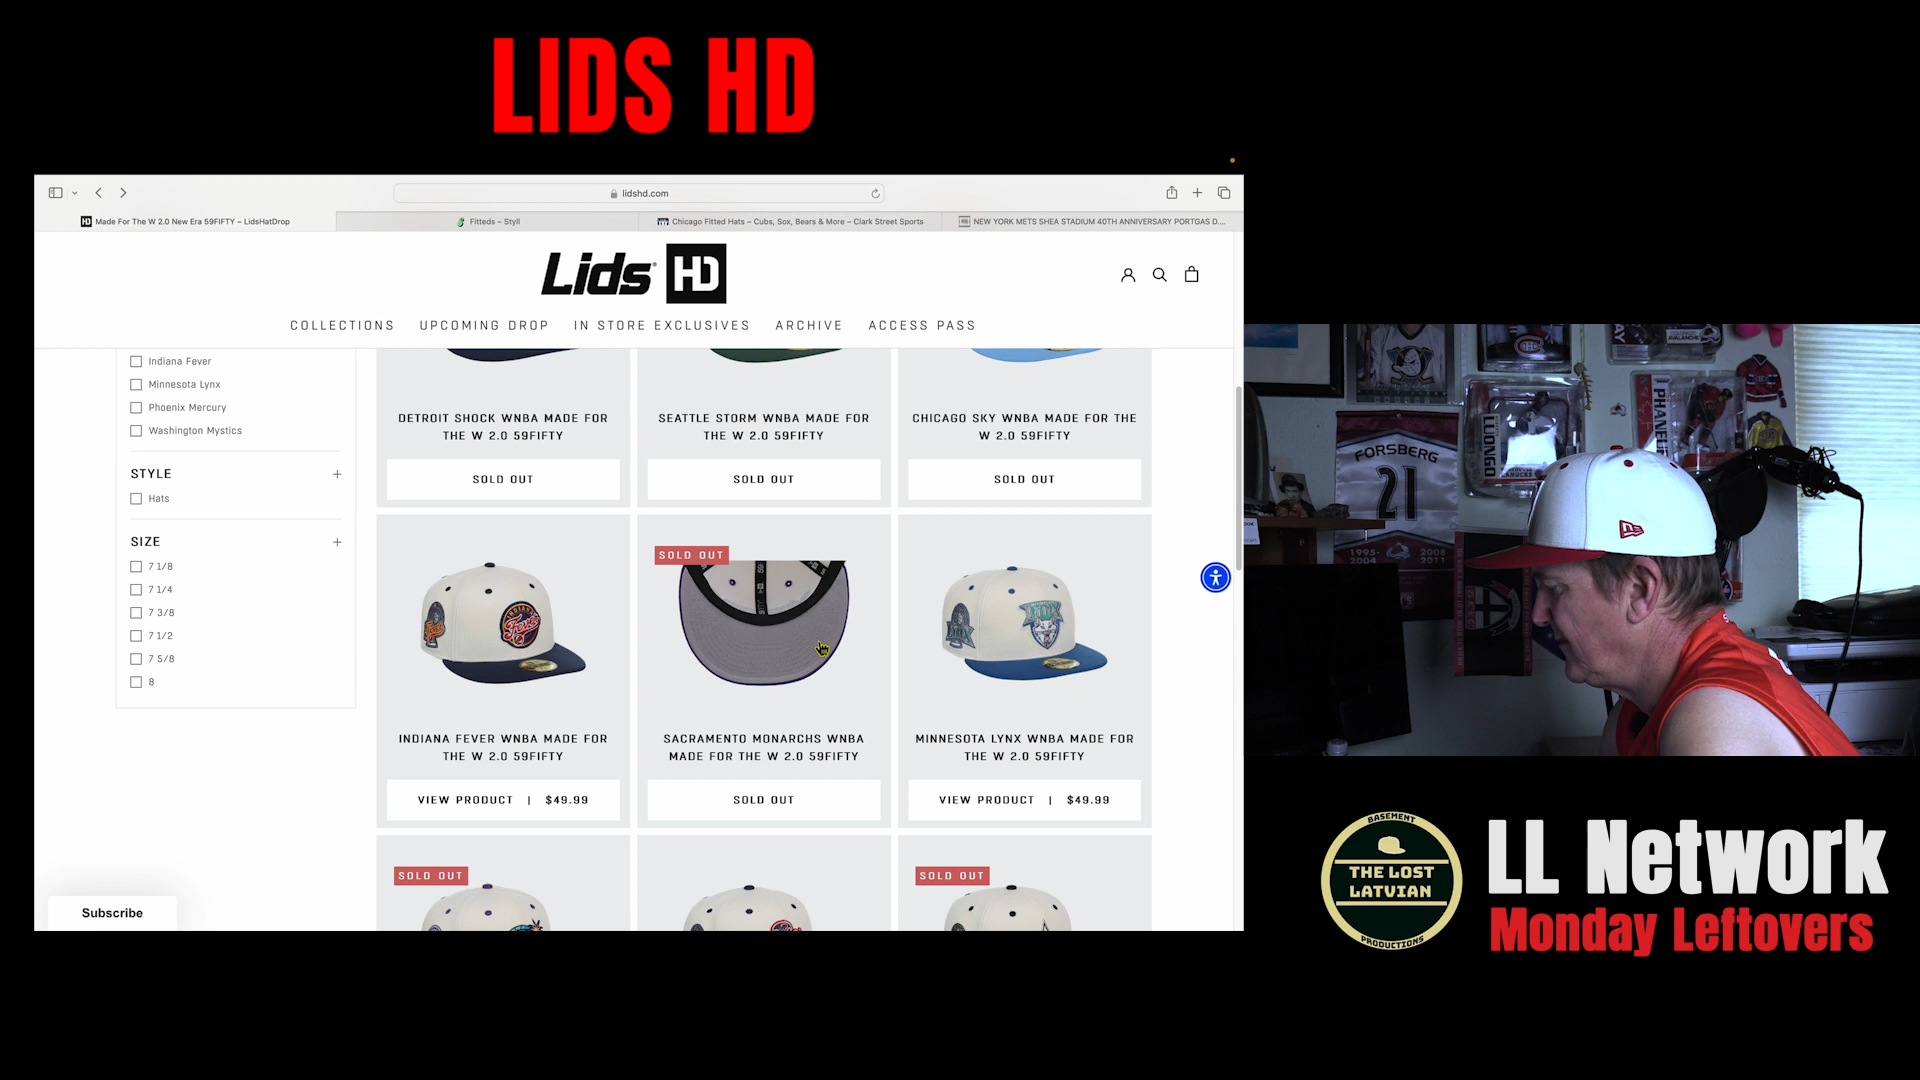 LIDS HD
lidshd.com
Made For The W 2.0 New Era 59FIFTY – LidsHatDrop
Fitteds – Styll
Chicago Fitted Hats – Cubs, Sox, Bears & More – Clark Street Sports
NEW YORK METS SHEA STADIUM 40TH ANNIVERSARY PORTGAS D....
Lids HD
COLLECTIONS
UPCOMING DROP
IN STORE EXCLUSIVES
ARCHIVE
ACCESS PASS
Indiana Fever
Minnesota Lynx
Phoenix Mercury
Washington Mystics
STYLE
Hats
SIZE
7 1/8
7 1/4
7 3/8
7 1/2
7 5/8
8
DETROIT SHOCK WNBA MADE FOR
THE W 2.0 59FIFTY
SOLD OUT
SEATTLE STORM WNBA MADE FOR
THE W 2.0 59FIFTY
SOLD OUT
CHICAGO SKY WNBA MADE FOR THE
W 2.0 59FIFTY
SOLD OUT
INDIANA FEVER WNBA MADE FOR
THE W 2.0 59FIFTY
VIEW PRODUCT | $49.99
SOLD OUT
SACRAMENTO MONARCHS WNBA
MADE FOR THE W 2.0 59FIFTY
SOLD OUT
MINNESOTA LYNX WNBA MADE FOR
THE W 2.0 59FIFTY
VIEW PRODUCT | $49.99
SOLD OUT
SOLD OUT
Subscribe
FORSBERG
21
1995-
2004
2008
2011
LUONGO
PHANEUF
BASEMENT
THE LOST
LATVIAN
PRODUCTIONS
LL Network
Monday Leftovers